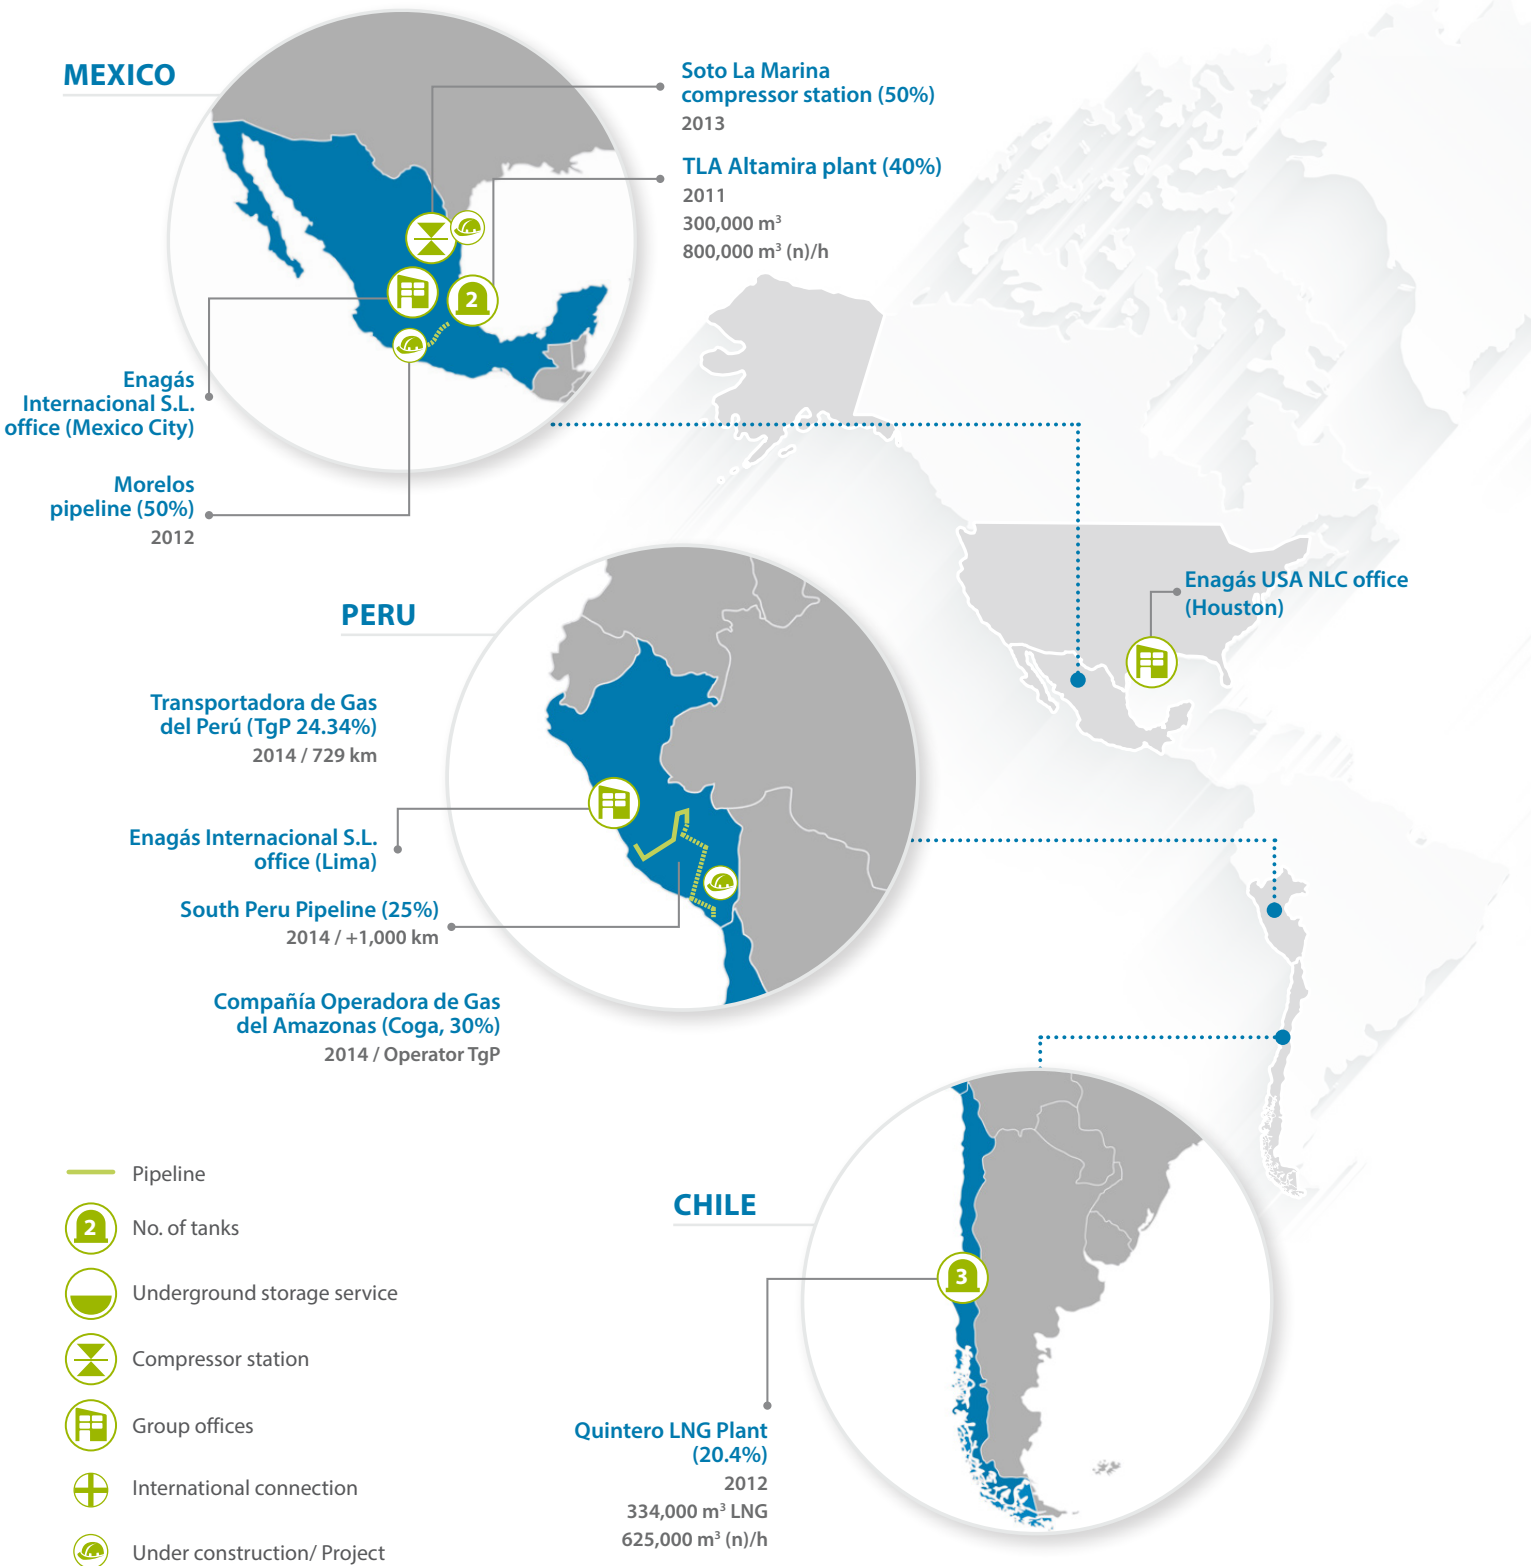 MEXICO
Soto La Marina
compressor station (50%)
2013
TLA Altamira plant (40%)
2011
300,000 m³
800,000 m³ (n)/h
2
Enagás
Internacional S.L.
office (Mexico City)
Morelos
pipeline (50%)
2012
Enagás USA NLC office
(Houston)
PERU
Transportadora de Gas
del Perú (TgP 24.34%)
2014 / 729 km
Enagás Internacional S.L.
office (Lima)
South Peru Pipeline (25%)
2014 / +1,000 km
Compañía Operadora de Gas
del Amazonas (Coga, 30%)
2014 / Operator TgP
CHILE
3
Quintero LNG Plant
(20.4%)
2012
334,000 m³ LNG
625,000 m³ (n)/h
Pipeline
2 No. of tanks
Underground storage service
Compressor station
Group offices
International connection
Under construction/ Project